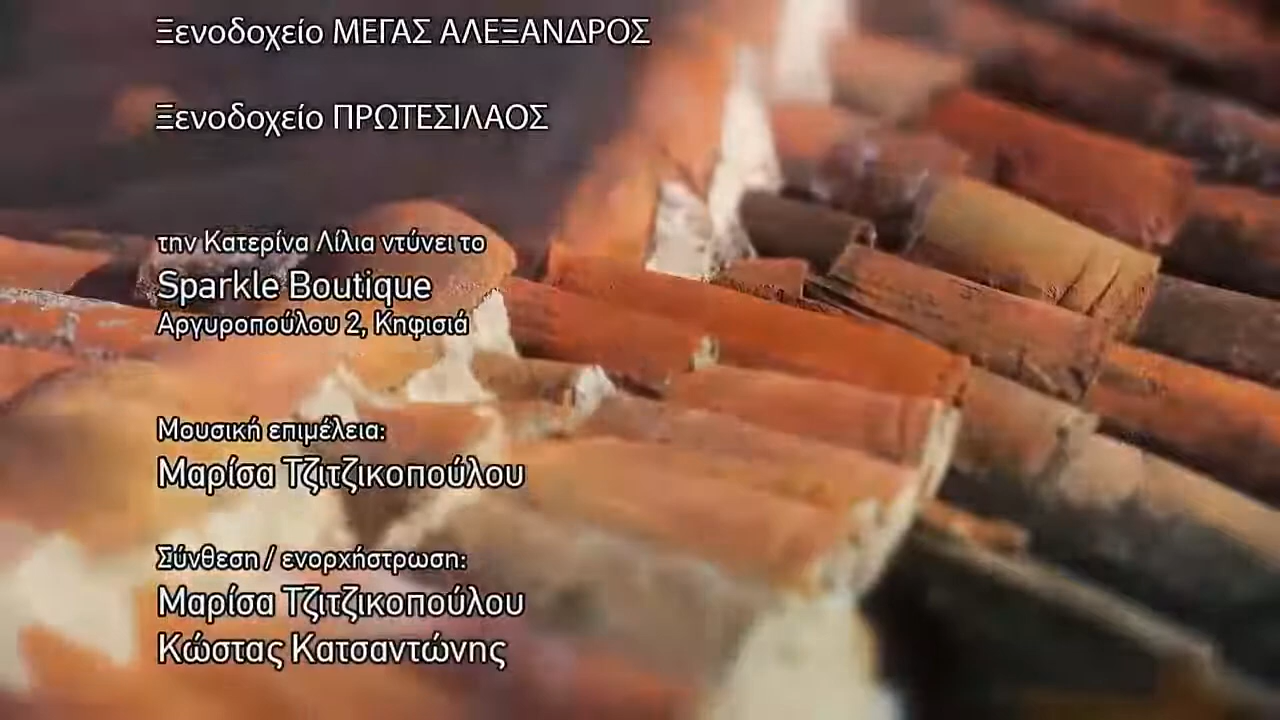 Ξενοδοχείο ΜΕΓΑΣ ΑΛΕΞΑΝΔΡΟΣ
Ξενοδοχείο ΠΡΩΤΕΣΙΛΑΟΣ
την Κατερίνα Λίλια ντύνει το
Sparkle Boutique
Αργυροπούλου 2, Κηφισιά
Μουσική επιμέλεια:
Μαρίσα Τζιτζικοπούλου
Σύνθεση / ενορχήστρωση:
Μαρίσα Τζιτζικοπούλου
Κώστας Κατσαντώνης